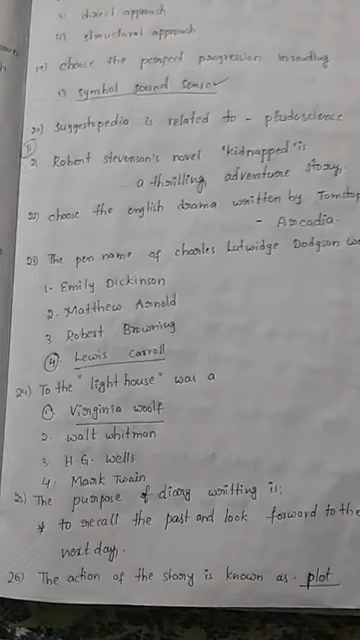 ii) direct approach
iv) structural approach
19) choose the perfect progression in reading
1) symbol sound sense ✓
20) Suggestopedia is related to - pseudoscience
21) Robert stevenson's novel "kidnapped" is
- a thrilling adventure story.
22) choose the english drama written by Tomstop
- Arcadia.
23) The pen name of charles Lutwidge Dodgson
1. Emily Dickinson
2. Matthew Arnold
3. Robert Browning
4. Lewis Carroll
24) To the "light house" was a
1. Virginia woolf
2. walt whitman
3. H.G. wells
4. Mark Twain
25) The purpose of diary writting is:
* to recall the past and look forward to the
next day.
26) The action of the story is known as. plot